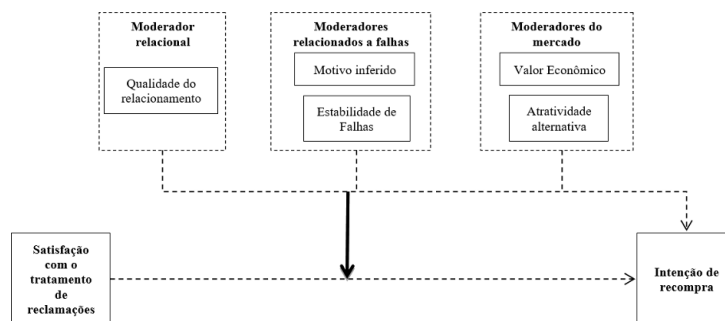 Moderador
relacional
Qualidade do
relacionamento
Moderadores
relacionados a falhas
Motivo inferido
Estabilidade de
Falhas
Moderadores do
mercado
Valor Econômico
Atratividade
alternativa
Satisfação
com o
tratamento
de
reclamações
Intenção de
recompra